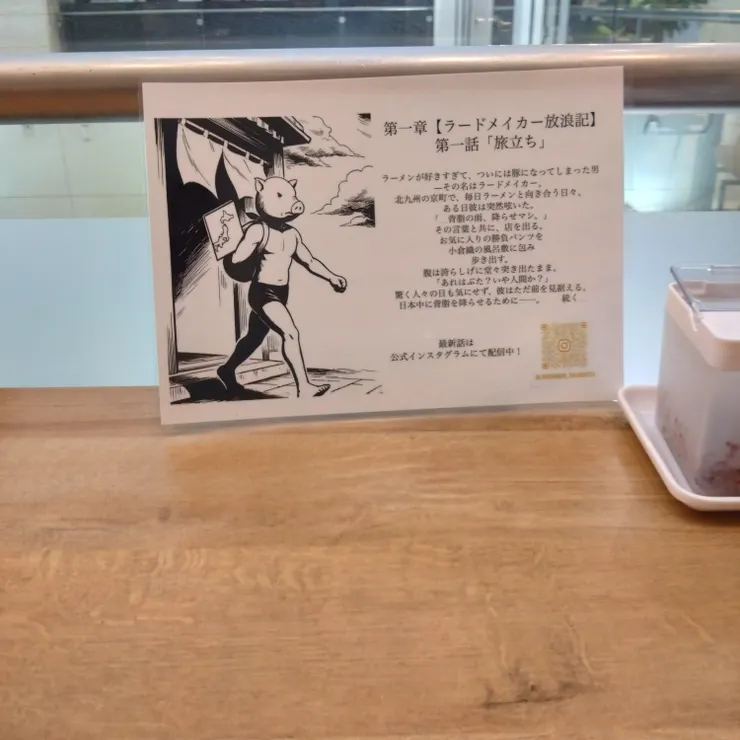 第一章【ラードメイカー放浪記】
第一話「旅立ち」
ラーメンが好きすぎて、ついには豚になってしまった男
—その名はラードメイカー。
北九州の京町で、毎日ラーメンと向き合う日々。
ある日彼は突然呟いた。
「 背脂の雨、降らせマシ。」
その言葉と共に、店を出る。
お気に入りの勝負パンツを
小倉織の風呂敷に包み
歩き出す。
腹は誇らしげに堂々突き出たまま。
「あれはぶた?いや人間か?」
驚く人々の目も気にせず、彼はただ前を見据える。
日本中に背脂を降らせるために——。 続く
最新話は
公式インスタグラムにて配信中!